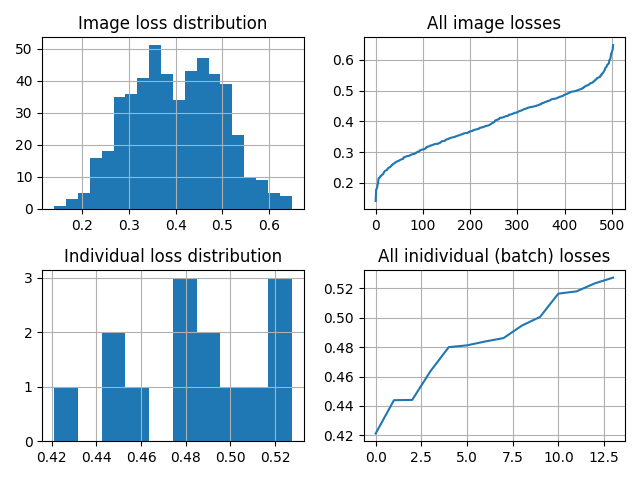 Image loss distribution
50
40
30
20
10
0
0.2 0.3 0.4 0.5 0.6
All image losses
0.6
0.5
0.4
0.3
0.2
0 100 200 300 400 500
Individual loss distribution
3
2
1
0
0.42 0.44 0.46 0.48 0.50 0.52
All inidividual (batch) losses
0.52
0.50
0.48
0.46
0.44
0.42
0.0 2.5 5.0 7.5 10.0 12.5